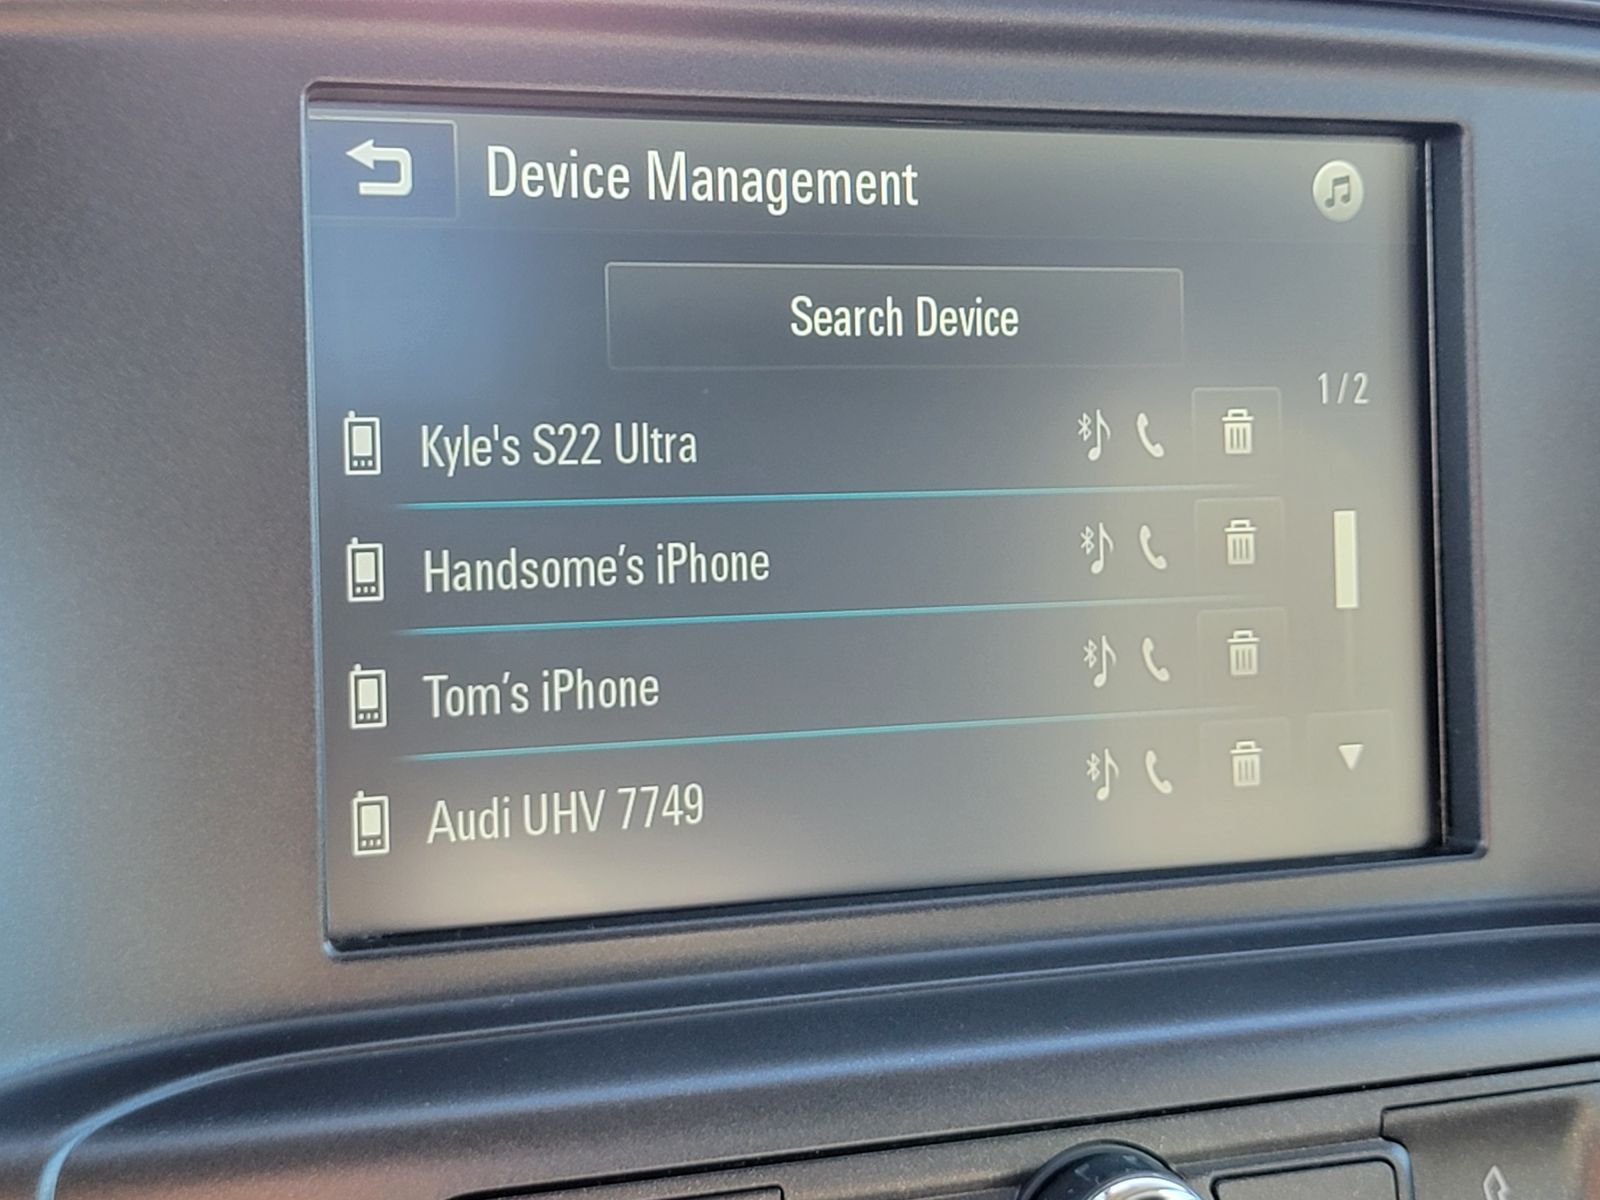 Device Management
Search Device
1/2
Kyle's S22 Ultra
Handsome’s iPhone
Tom’s iPhone
Audi UHV 7749